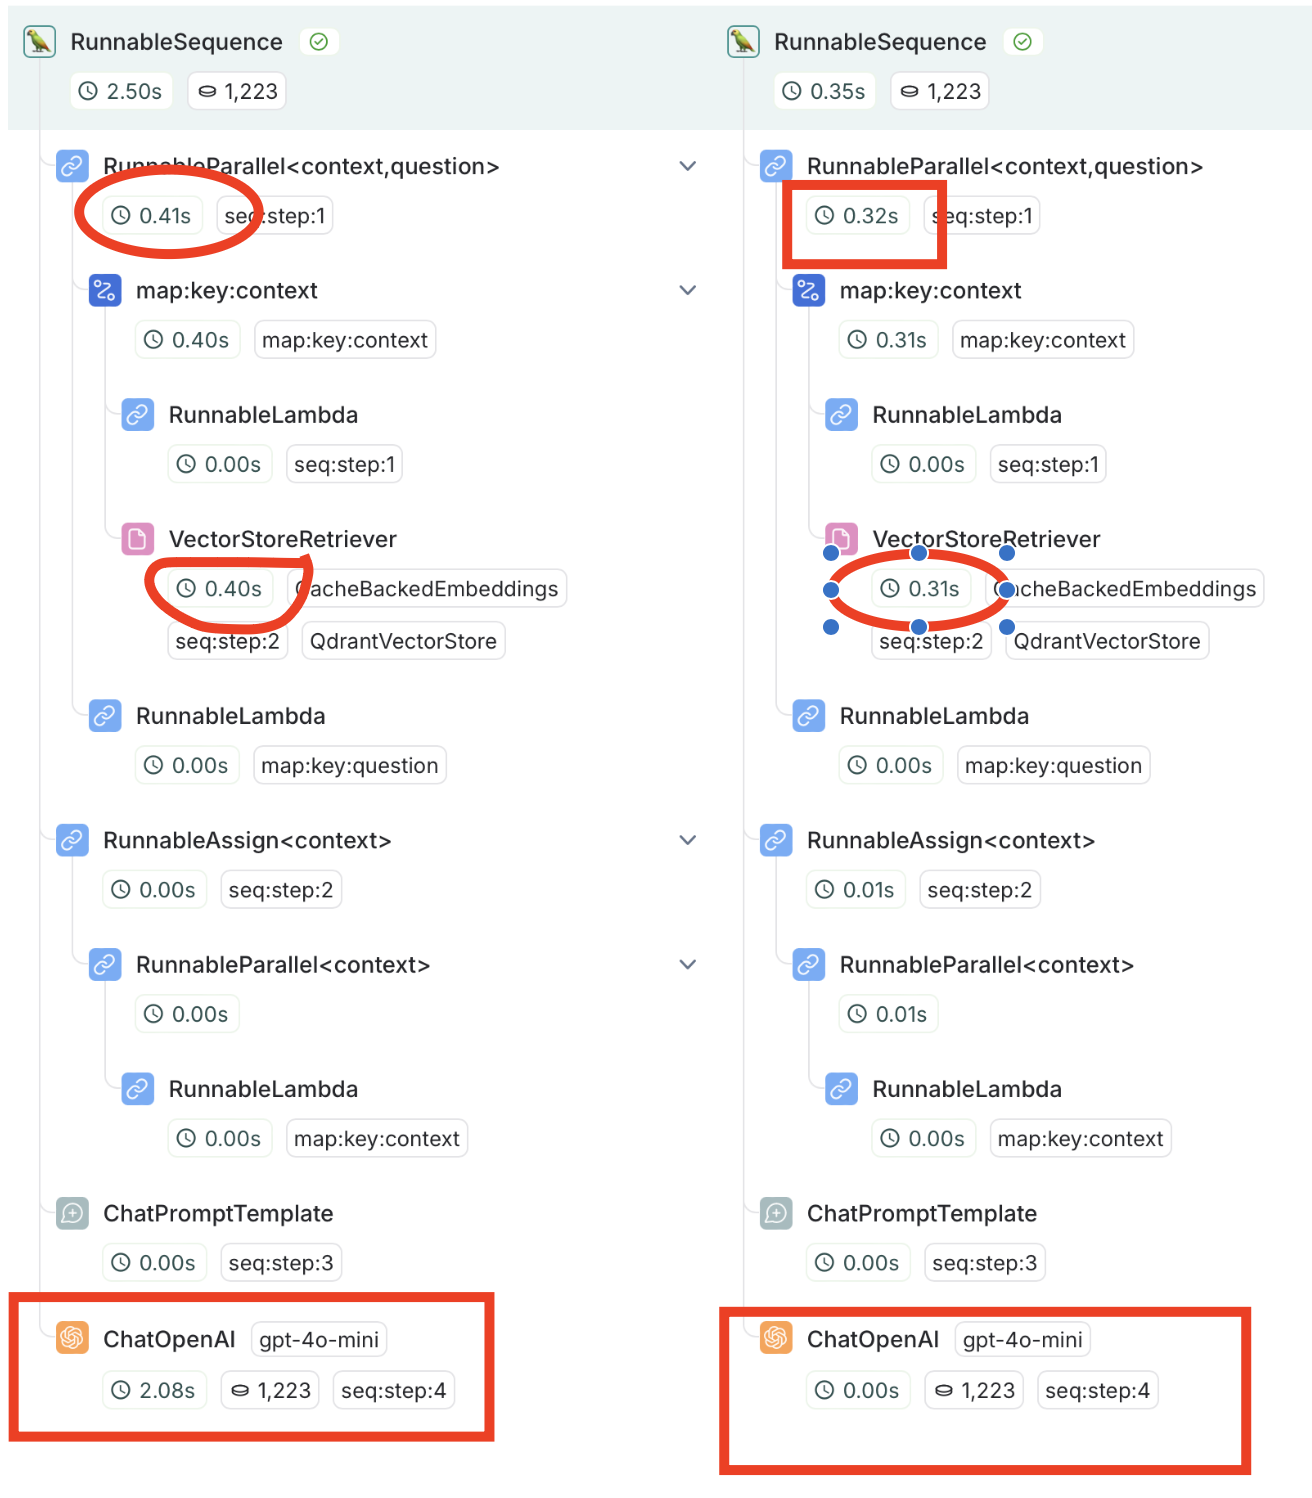 RunnableSequence
2.50s 1,223
RunnableParallel<context,question>
0.41s seq:step:1
map:key:context
0.40s map:key:context
RunnableLambda
0.00s seq:step:1
VectorStoreRetriever
0.40s CacheBackedEmbeddings
seq:step:2 QdrantVectorStore
RunnableLambda
0.00s map:key:question
RunnableAssign<context>
0.00s seq:step:2
RunnableParallel<context>
0.00s
RunnableLambda
0.00s map:key:context
ChatPromptTemplate
0.00s seq:step:3
ChatOpenAI gpt-4o-mini
2.08s 1,223 seq:step:4
RunnableSequence
0.35s 1,223
RunnableParallel<context,question>
0.32s seq:step:1
map:key:context
0.31s map:key:context
RunnableLambda
0.00s seq:step:1
VectorStoreRetriever
0.31s CacheBackedEmbeddings
seq:step:2 QdrantVectorStore
RunnableLambda
0.00s map:key:question
RunnableAssign<context>
0.01s seq:step:2
RunnableParallel<context>
0.01s
RunnableLambda
0.00s map:key:context
ChatPromptTemplate
0.00s seq:step:3
ChatOpenAI gpt-4o-mini
0.00s 1,223 seq:step:4